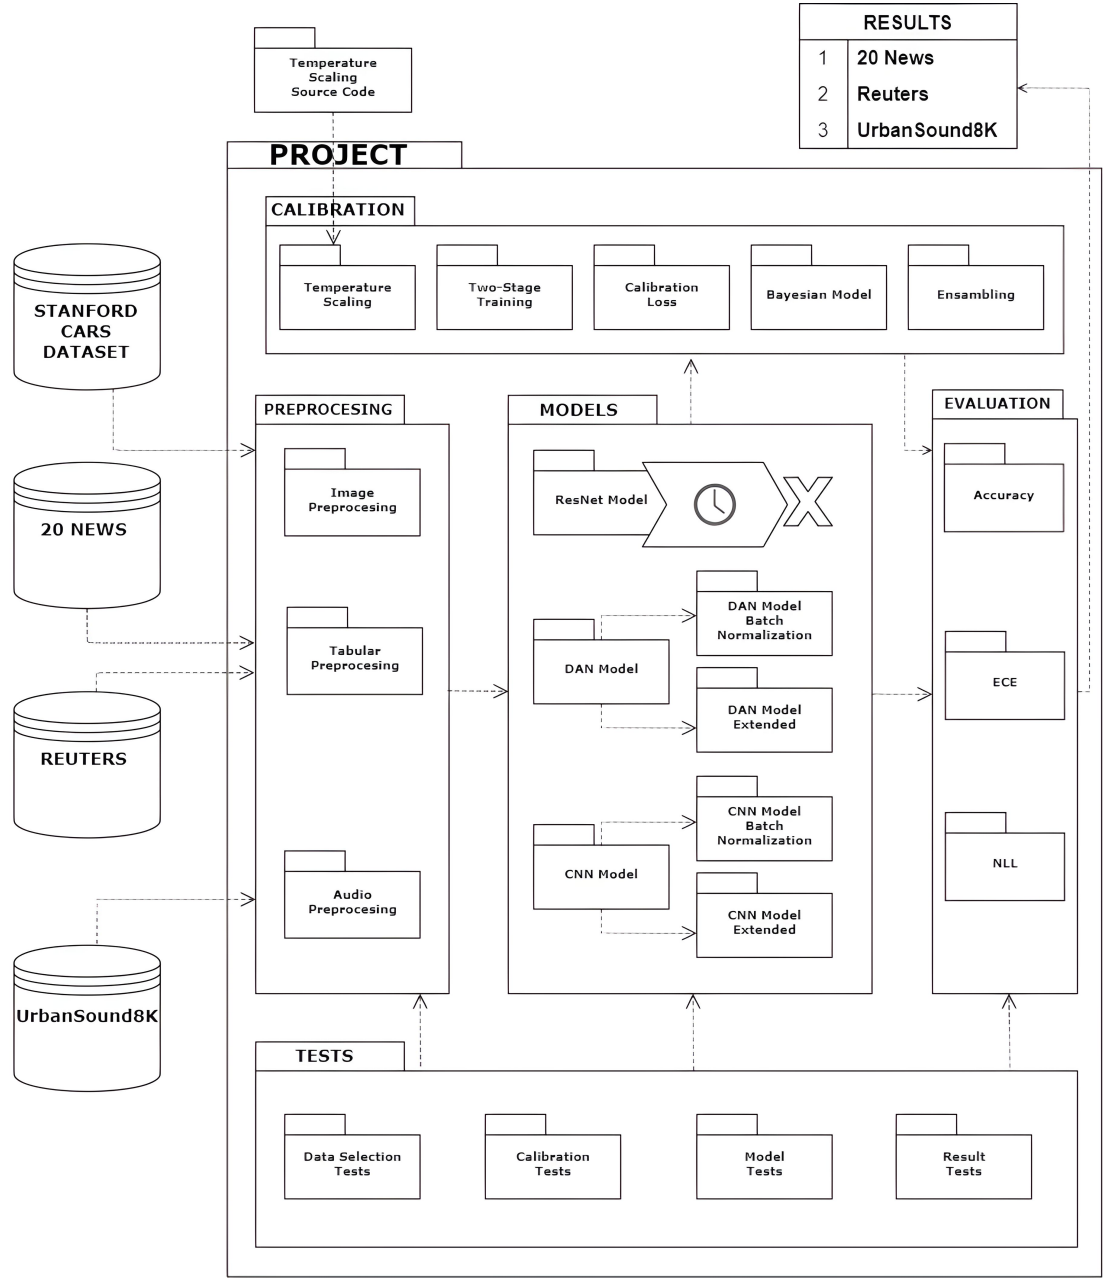 RESULTS
1 20 News
2 Reuters
3 UrbanSound8K
Temperature
Scaling
Source Code
PROJECT
CALIBRATION
Temperature
Scaling
Two-Stage
Training
Calibration
Loss
Bayesian Model
Ensambling
STANFORD
CARS
DATASET
20 NEWS
REUTERS
UrbanSound8K
PREPROCESING
Image
Preprocesing
Tabular
Preprocesing
Audio
Preprocesing
MODELS
ResNet Model
DAN Model
DAN Model
Batch
Normalization
DAN Model
Extended
CNN Model
CNN Model
Batch
Normalization
CNN Model
Extended
EVALUATION
Accuracy
ECE
NLL
TESTS
Data Selection
Tests
Calibration
Tests
Model
Tests
Result
Tests